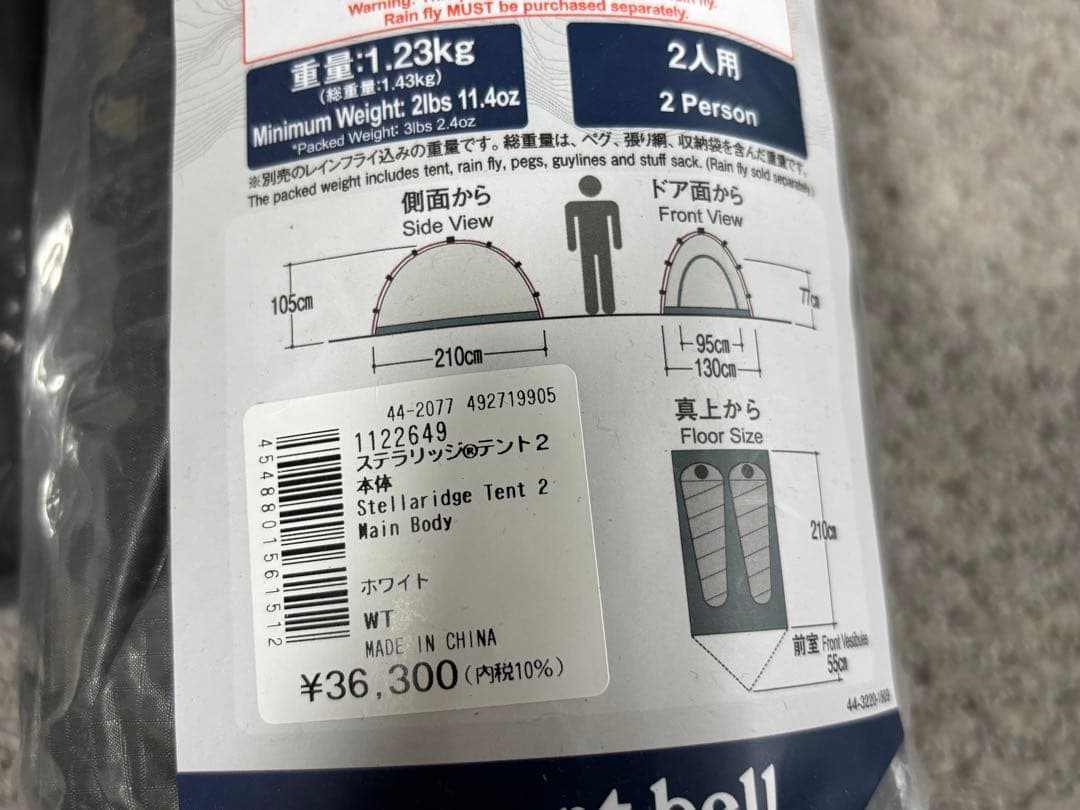 Warning:
Rain fly MUST be purchased separately.
重量:1.23kg
(総重量:1.43kg)
Minimum Weight: 2lbs 11.4oz
*Packed Weight: 3lbs 2.4oz
2人用
2 Person
※別売のレインフライ込みの重量です。総重量は、ペグ、張り綱、収納袋を含んだ重量です。
The packed weight includes tent, rain fly, pegs, guylines and stuff sack. (Rain fly sold separately)
側面から
Side View
ドア面から
Front View
105cm
210cm
77cm
95cm
130cm
真上から
Floor Size
210cm
前室 Front Vestibule
55cm
44-2077 492719905
1122649
ステラリッジ®テント2
本体
Stellaridge Tent 2
Main Body
ホワイト
WT
MADE IN CHINA
¥36,300(内税10%)
4548801561512
bell